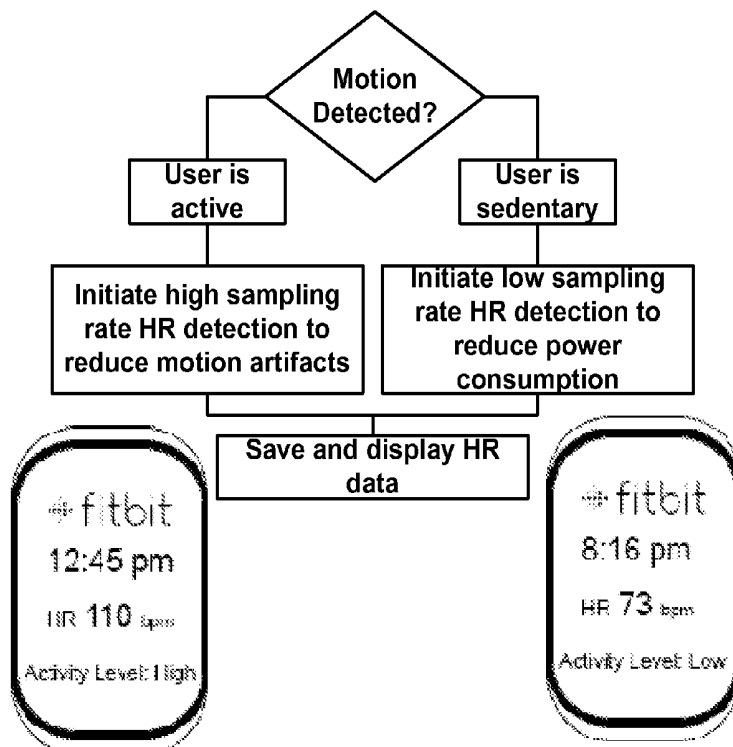 Motion
Detected?
User is
active
User is
sedentary
Initiate high sampling
rate HR detection to
reduce motion artifacts
Initiate low sampling
rate HR detection to
reduce power
consumption
Save and display HR
data
fitbit
12:45 pm
HR 110 bpm
Activity Level: High
fitbit
8:16 pm
HR 73 bpm
Activity Level: Low